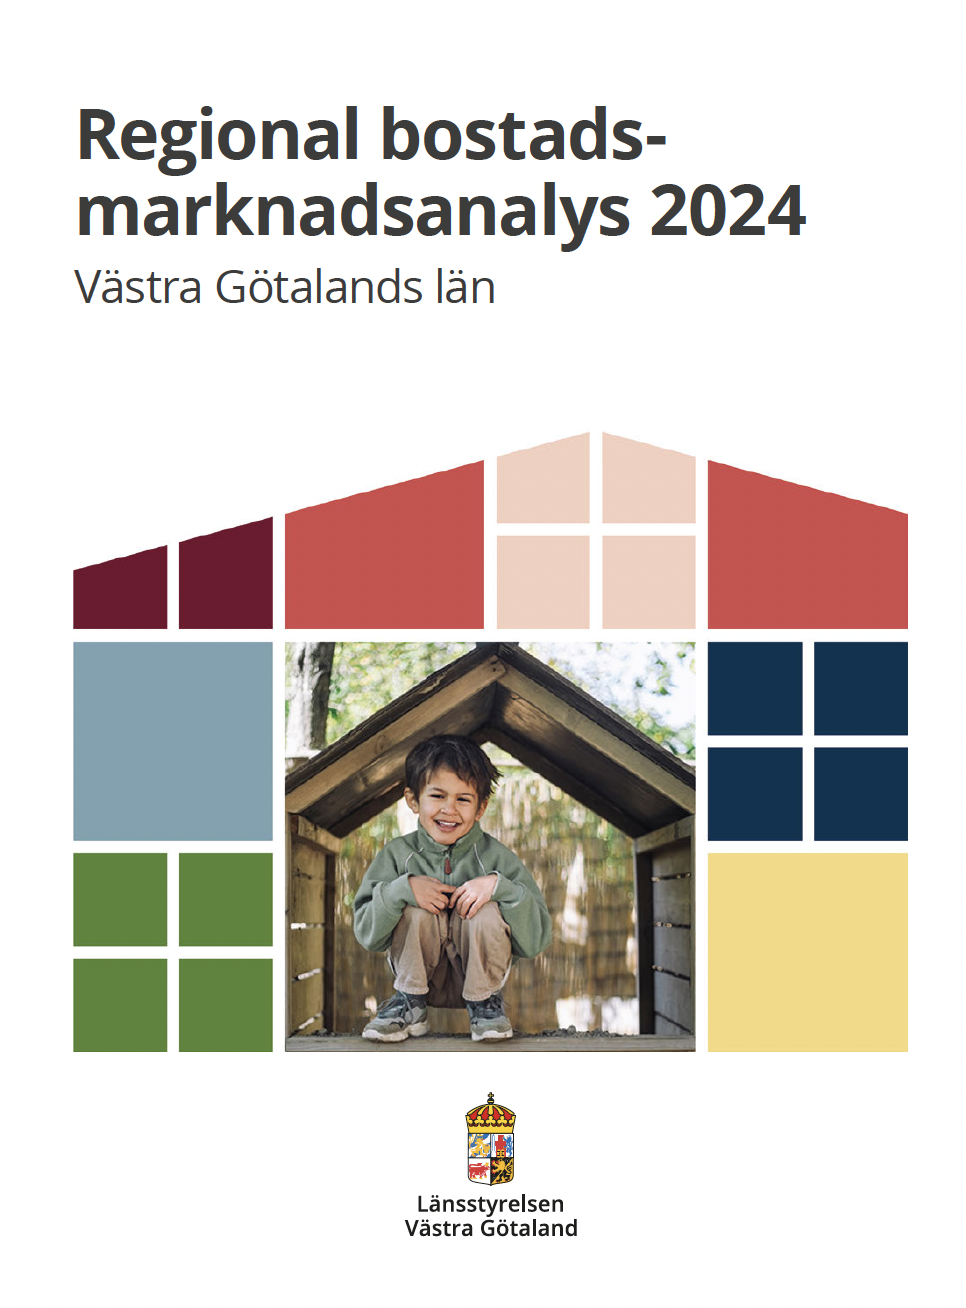 Regional bostads-
marknadsanalys 2024
Västra Götalands län
Länsstyrelsen
Västra Götaland